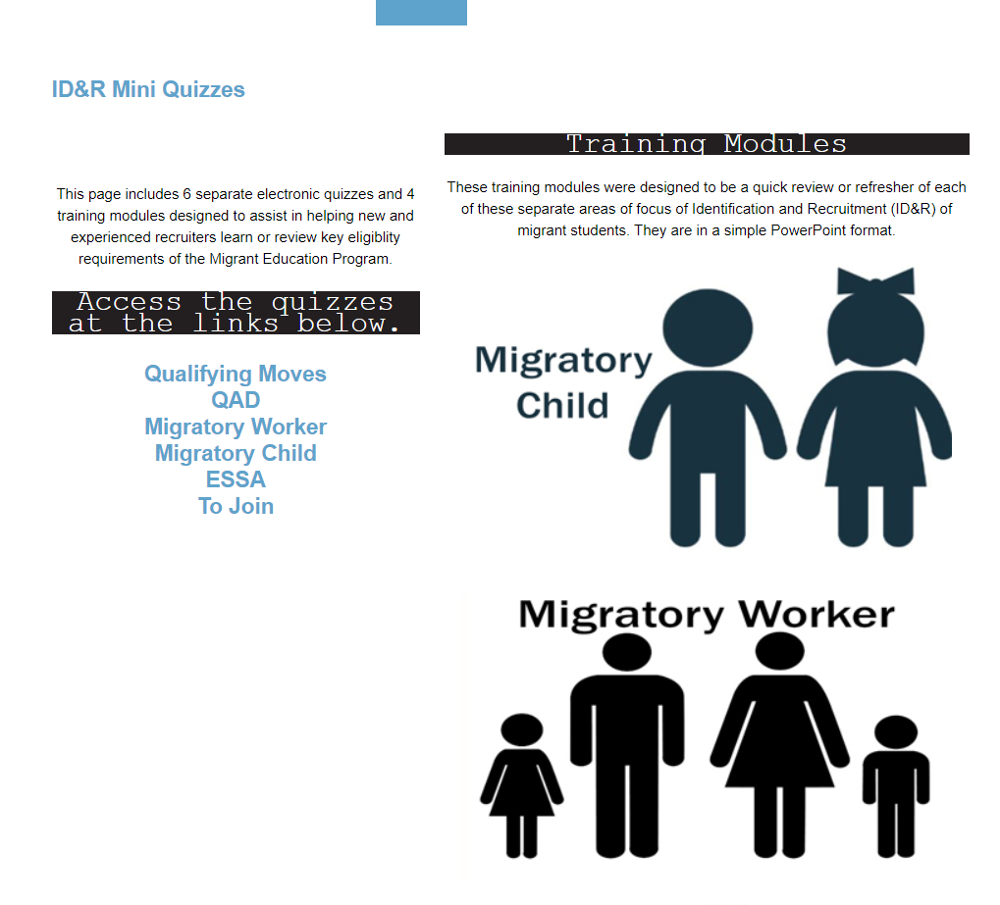 ID&R Mini Quizzes
This page includes 6 separate electronic quizzes and 4
training modules designed to assist in helping new and
experienced recruiters learn or review key eligiblity
requirements of the Migrant Education Program.
Access the quizzes
at the links below.
Qualifying Moves
QAD
Migratory Worker
Migratory Child
ESSA
To Join
Training Modules
These training modules were designed to be a quick review or refresher of each
of these separate areas of focus of Identification and Recruitment (ID&R) of
migrant students. They are in a simple PowerPoint format.
Migratory
Child
Migratory Worker